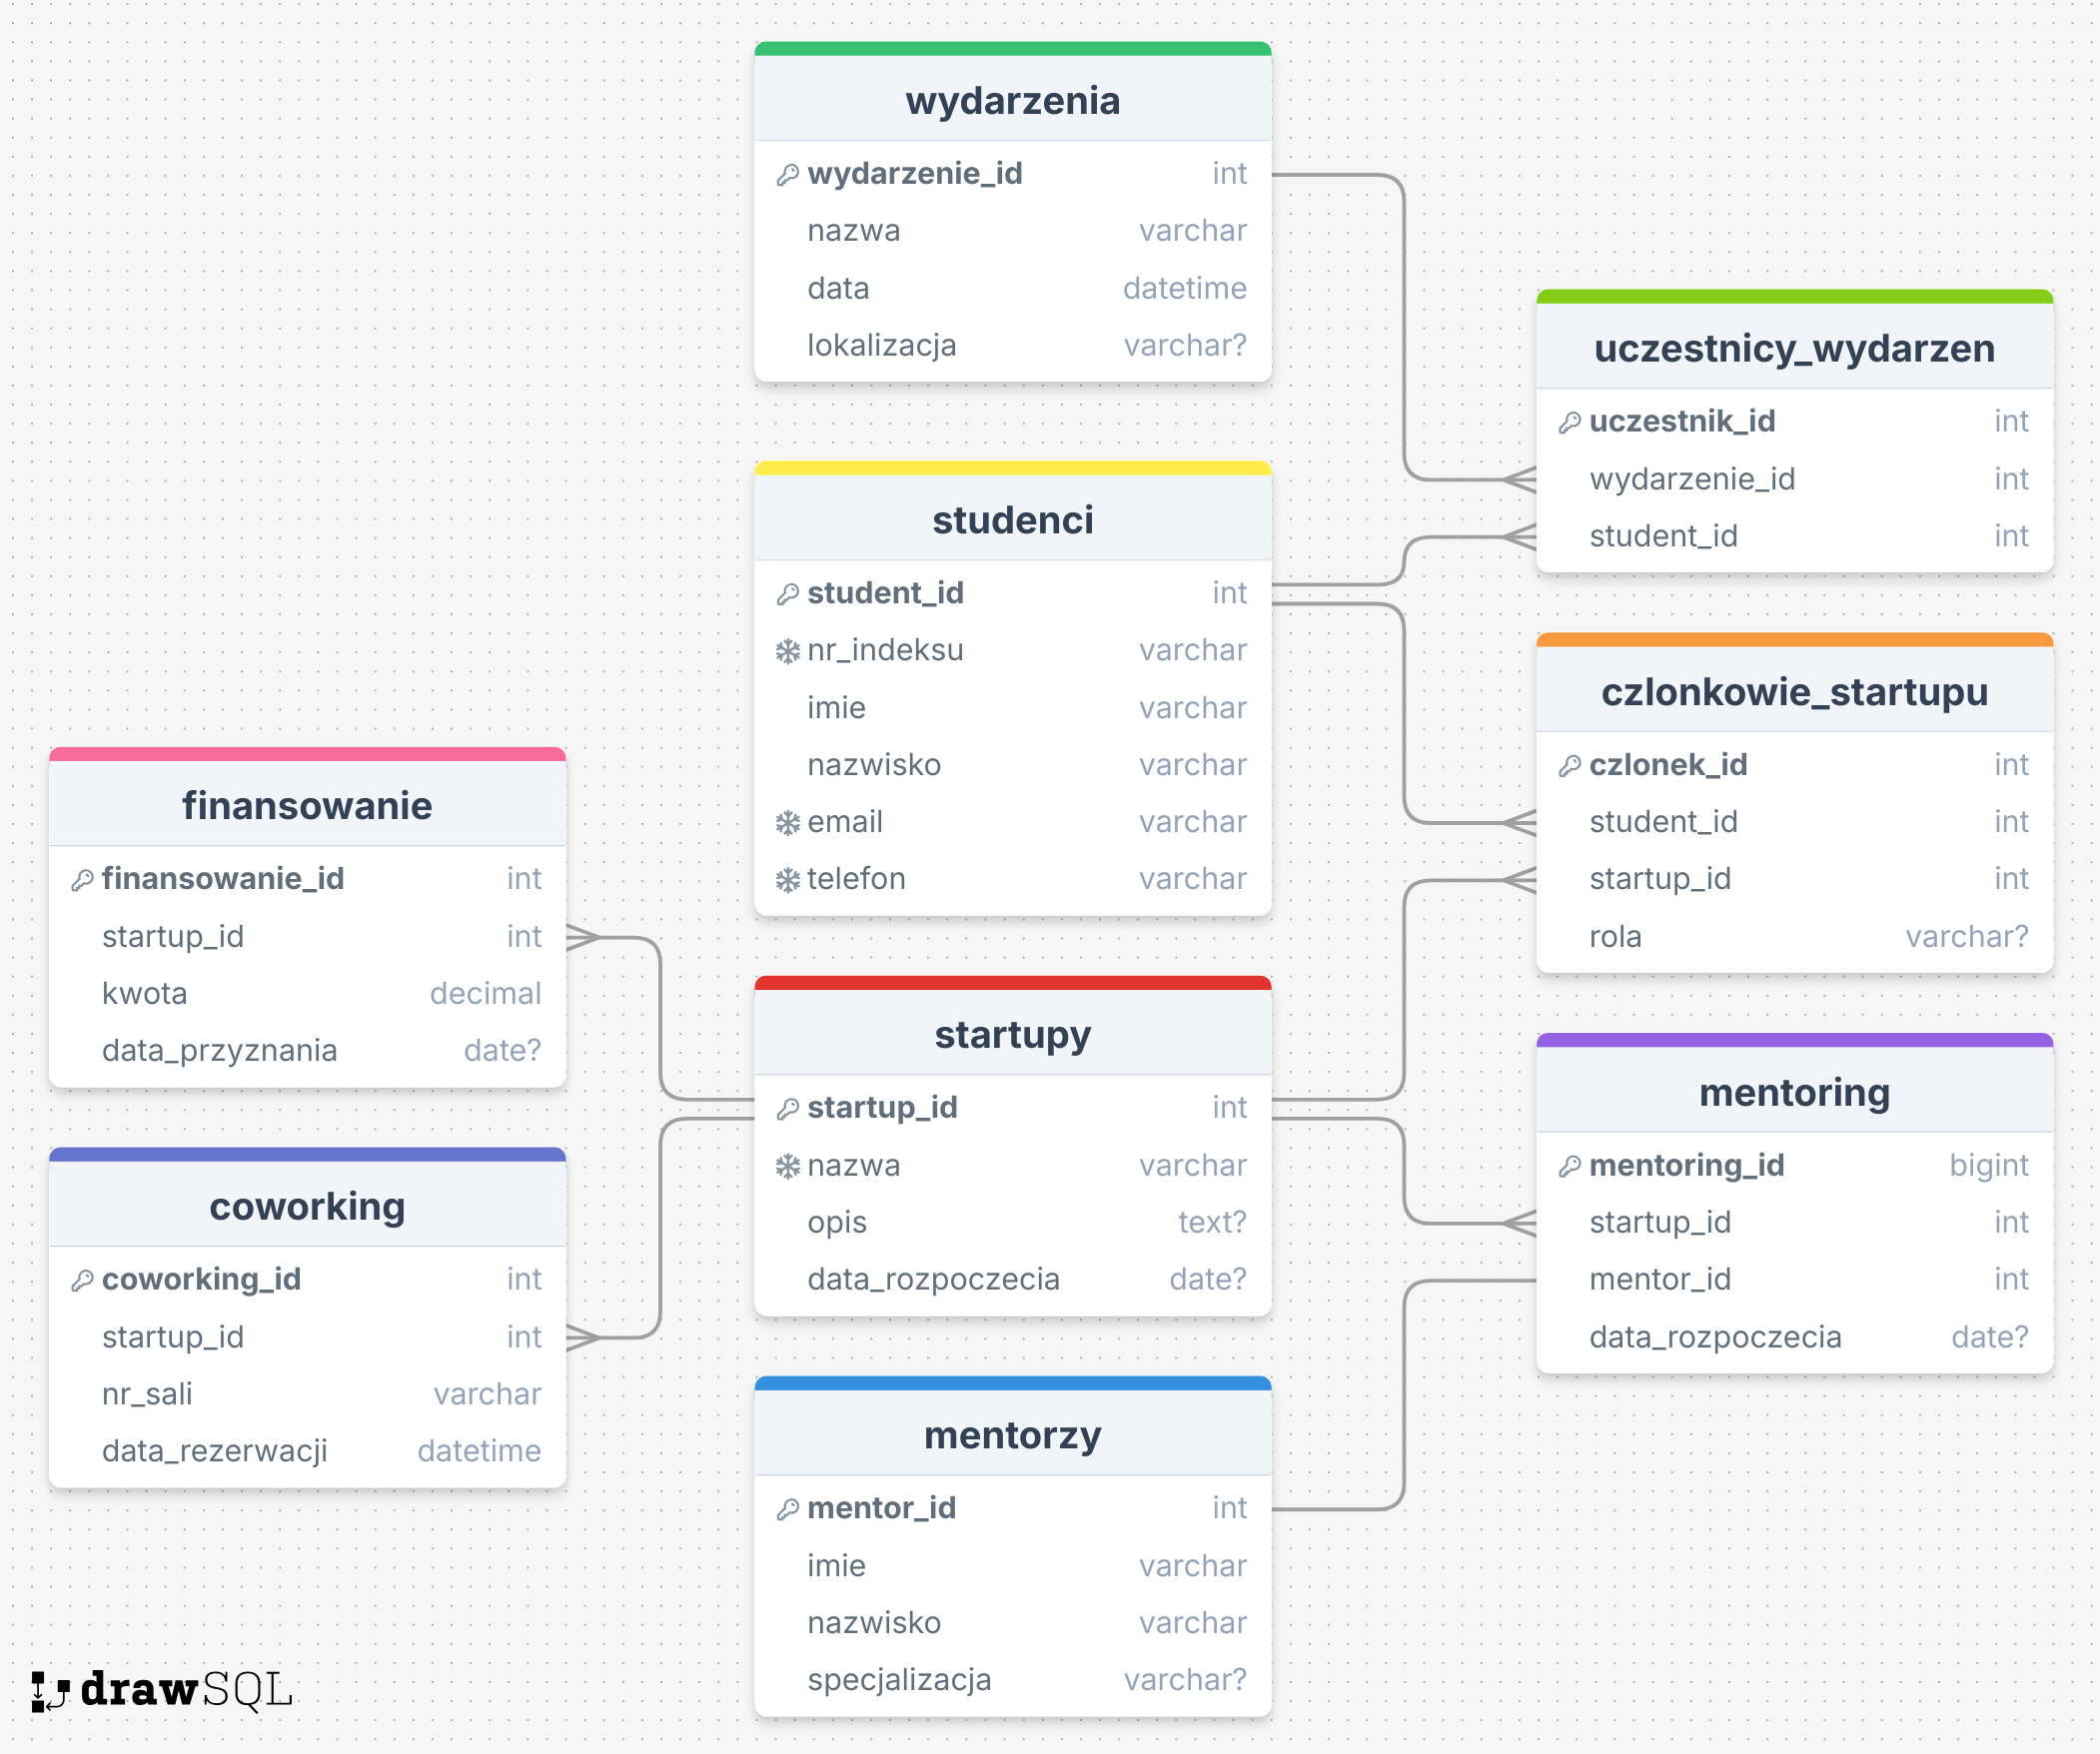 wydarzenia
wydarzenie_id int
nazwa varchar
data datetime
lokalizacja varchar?
uczestnicy_wydarzen
uczestnik_id int
wydarzenie_id int
student_id int
studenci
student_id int
nr_indeksu varchar
imie varchar
nazwisko varchar
email varchar
telefon varchar
czlonkowie_startupu
czlonek_id int
student_id int
startup_id int
rola varchar?
finansowanie
finansowanie_id int
startup_id int
kwota decimal
data_przyznania date?
startupy
startup_id int
nazwa varchar
opis text?
data_rozpoczecia date?
mentoring
mentoring_id bigint
startup_id int
mentor_id int
data_rozpoczecia date?
coworking
coworking_id int
startup_id int
nr_sali varchar
data_rezerwacji datetime
mentorzy
mentor_id int
imie varchar
nazwisko varchar
specjalizacja varchar?
drawSQL